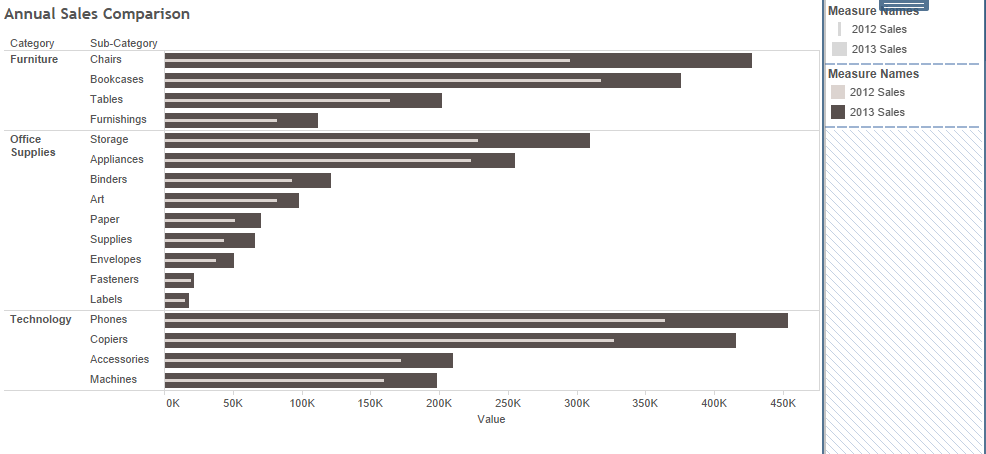 Annual Sales Comparison
Category Sub-Category
Furniture Chairs
Bookcases
Tables
Furnishings
Office Supplies Storage
Appliances
Binders
Art
Paper
Supplies
Envelopes
Fasteners
Labels
Technology Phones
Copiers
Accessories
Machines
0K 50K 100K 150K 200K 250K 300K 350K 400K 450K
Value
Measure Names
2012 Sales
2013 Sales
Measure Names
2012 Sales
2013 Sales